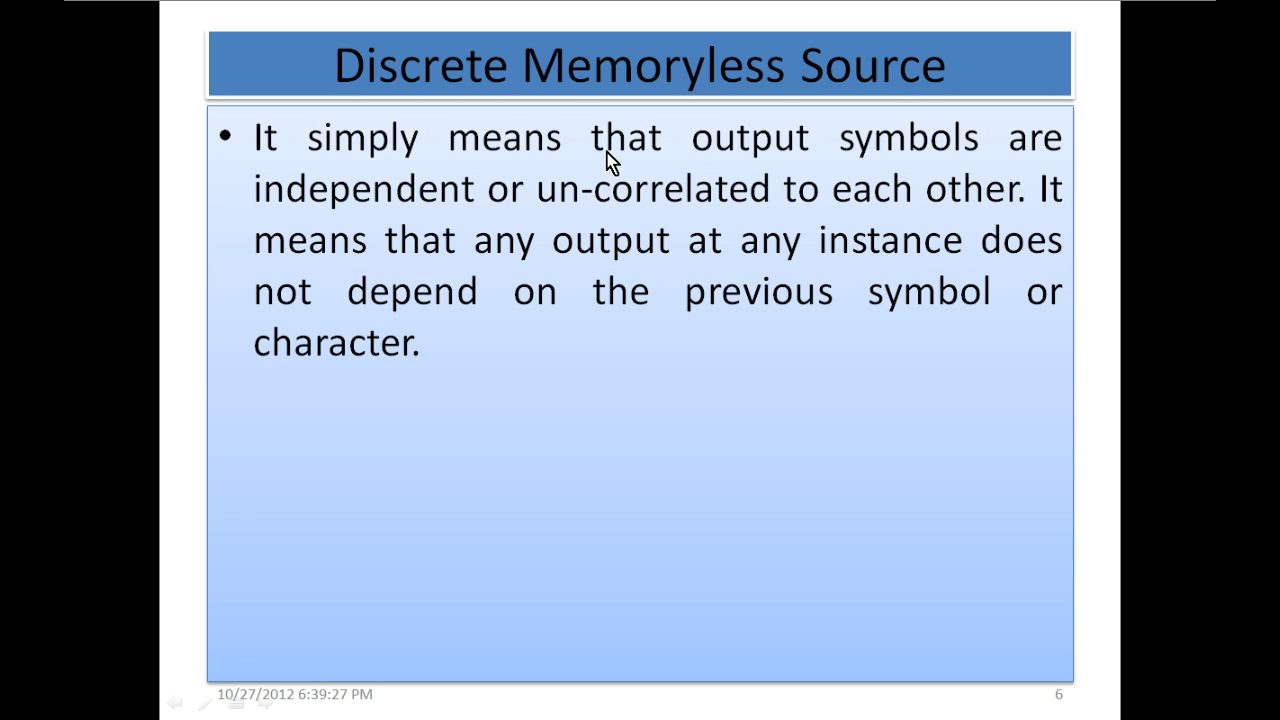 Discrete Memoryless Source
• It simply means that output symbols are
independent or un-correlated to each other. It
means that any output at any instance does
not depend on the previous symbol or
character.
10/27/2012 6:39:27 PM
6